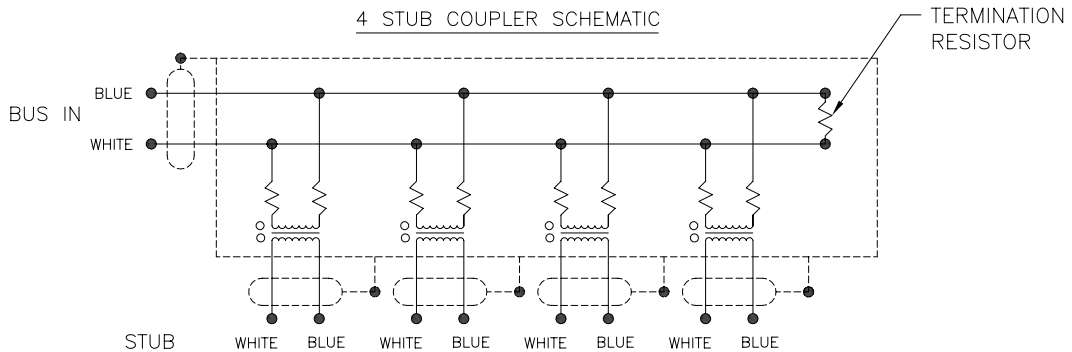 4 STUB COUPLER SCHEMATIC
TERMINATION
RESISTOR
BLUE
BUS IN
WHITE
STUB WHITE BLUE WHITE BLUE WHITE BLUE WHITE BLUE